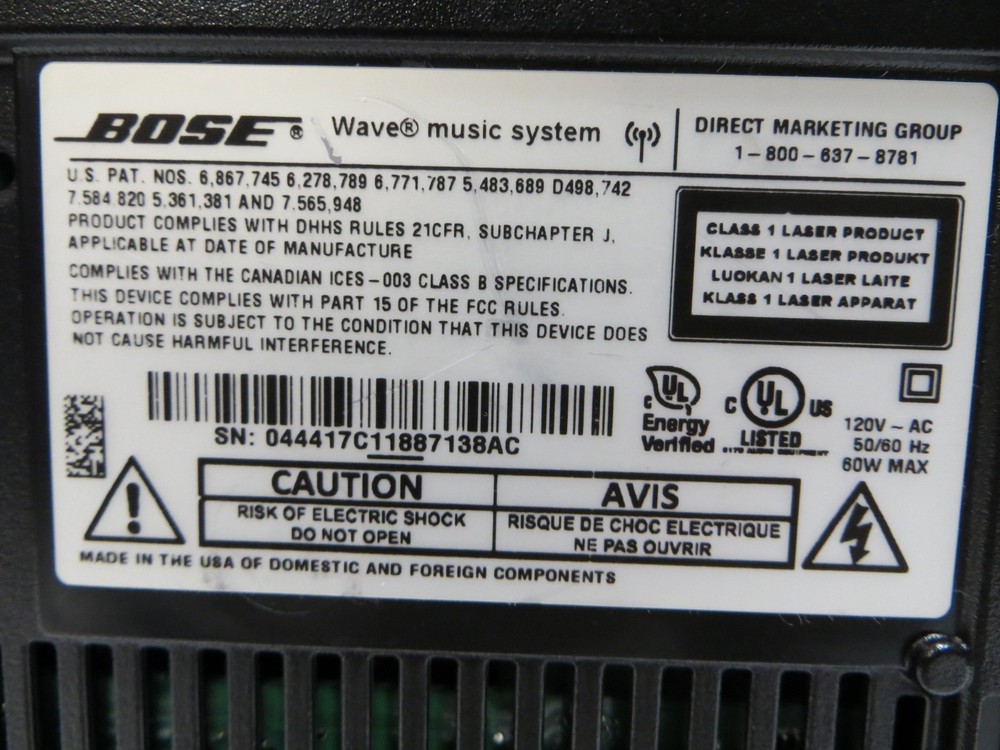 BOSE® Wave® music system
DIRECT MARKETING GROUP
1-800-637-8781
U.S. PAT. NOS. 6,867,745 6,278,789 6,771,787 5,483,689 D498,742
7.584 820 5,361,381 AND 7.565,948
PRODUCT COMPLIES WITH DHHS RULES 21CFR, SUBCHAPTER J,
APPLICABLE AT DATE OF MANUFACTURE
COMPLIES WITH THE CANADIAN ICES-003 CLASS B SPECIFICATIONS.
THIS DEVICE COMPLIES WITH PART 15 OF THE FCC RULES.
OPERATION IS SUBJECT TO THE CONDITION THAT THIS DEVICE DOES
NOT CAUSE HARMFUL INTERFERENCE.
CLASS 1 LASER PRODUCT
KLASSE 1 LASER PRODUKT
LUOKAN 1 LASER LAITE
KLASS 1 LASER APPARAT
SN: 044417C11887138AC
C UL
Energy
Verified
C UL US
LISTED
120V ~ AC
50/60 Hz
60W MAX
CAUTION
RISK OF ELECTRIC SHOCK
DO NOT OPEN
AVIS
RISQUE DE CHOC ELECTRIQUE
NE PAS OUVRIR
MADE IN THE USA OF DOMESTIC AND FOREIGN COMPONENTS